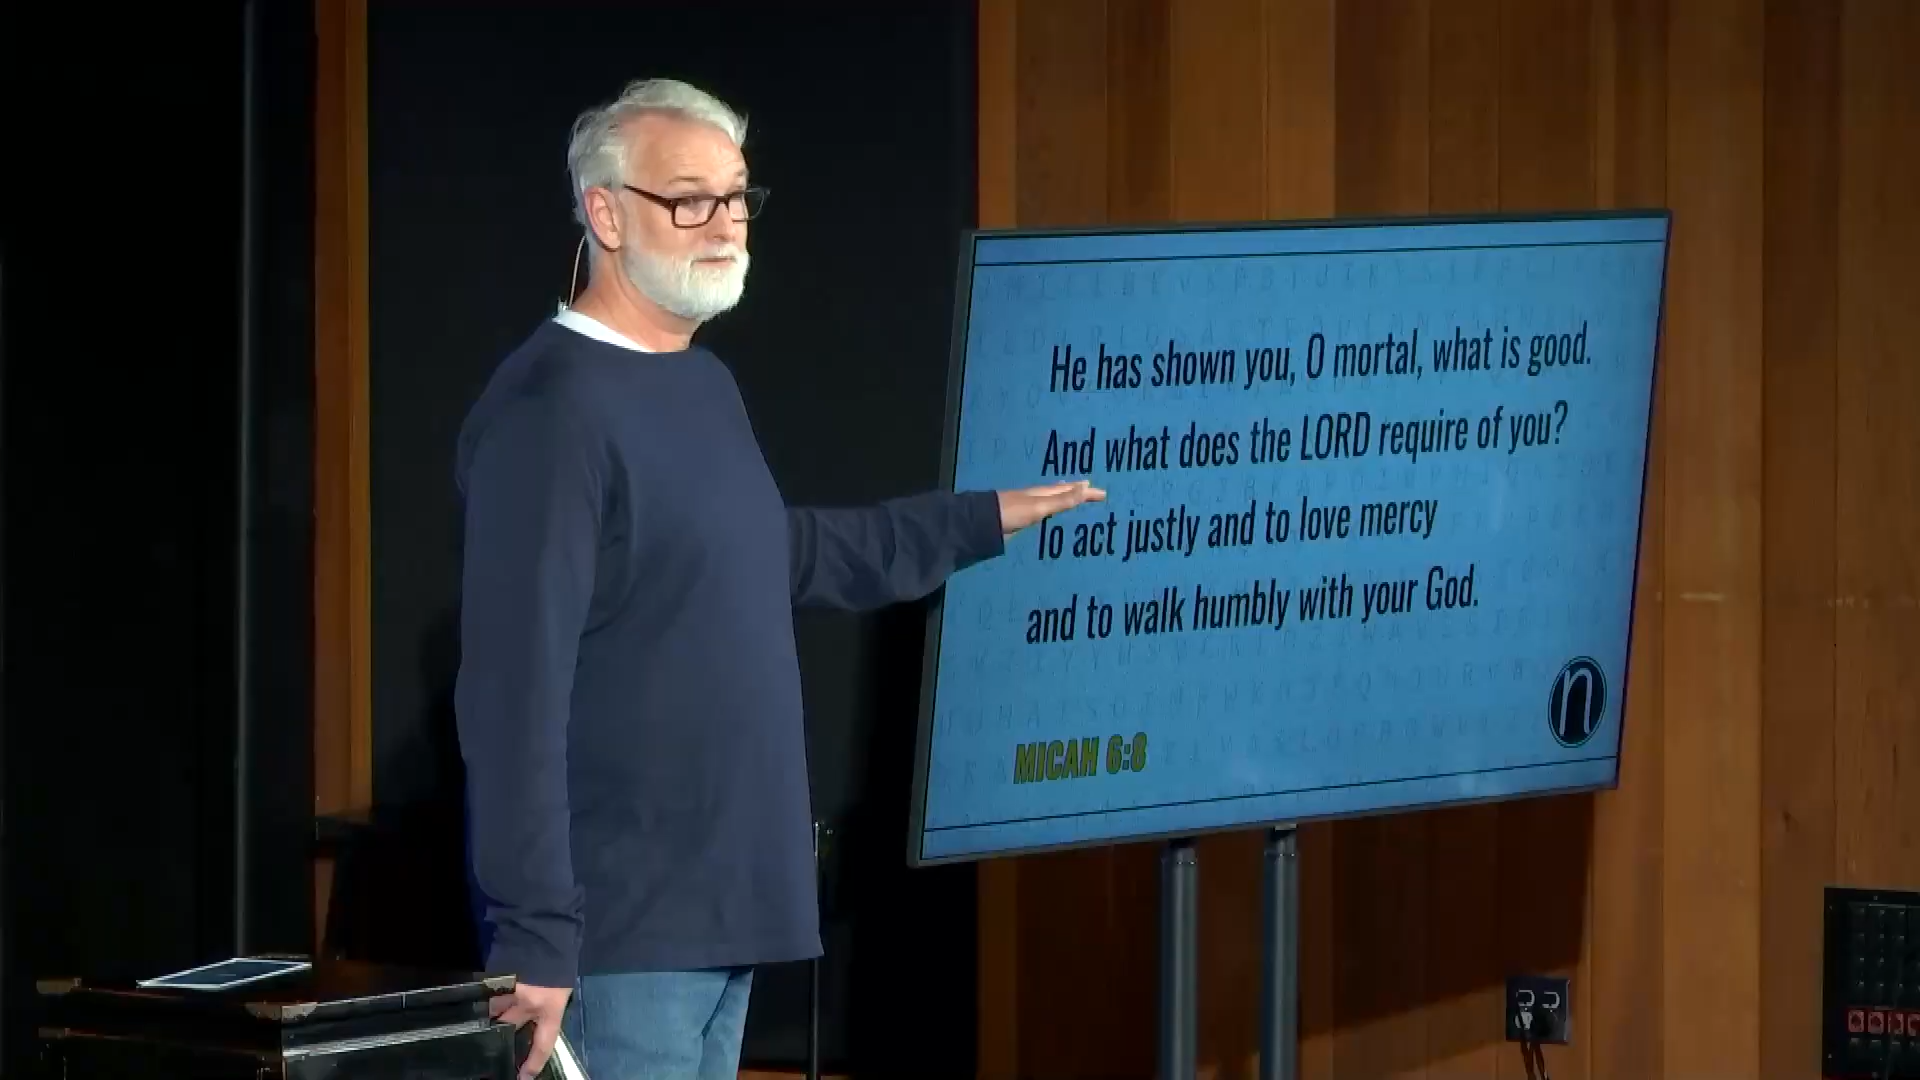 He has shown you, O mortal, what is good.
And what does the LORD require of you?
To act justly and to love mercy
and to walk humbly with your God.
MICAH 6:8
n